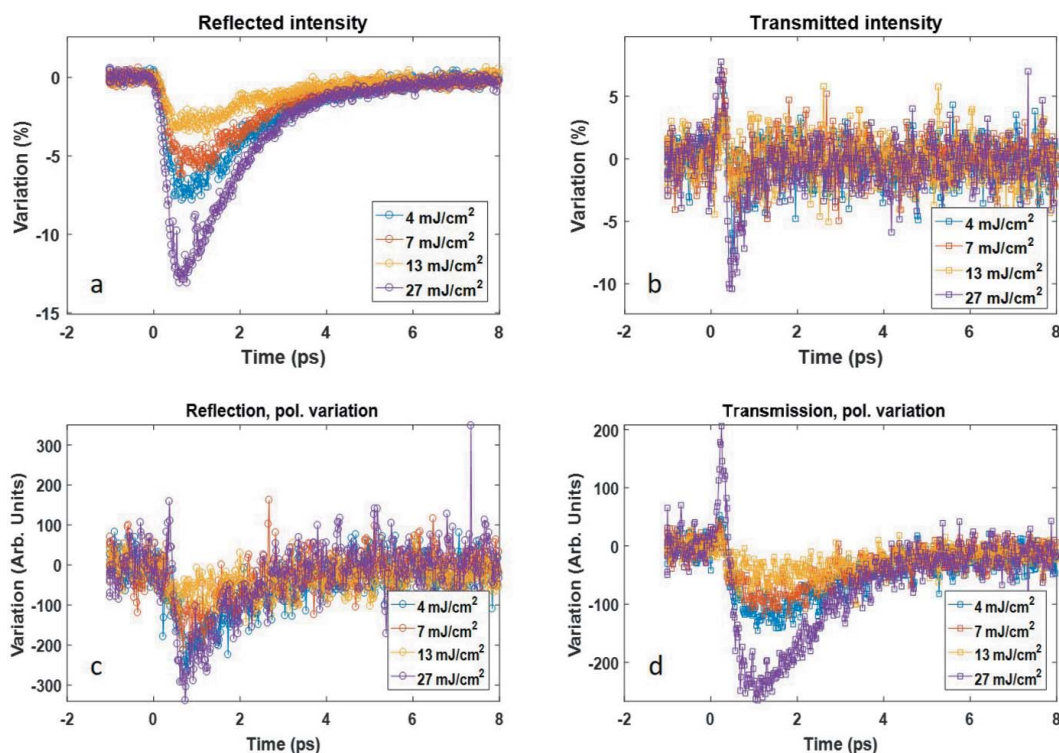 Reflected intensity
Variation (%)
0
-5
-10
-15
a
4 mJ/cm²
7 mJ/cm²
13 mJ/cm²
27 mJ/cm²
-2 0 2 4 6 8
Time (ps)
Transmitted intensity
Variation (%)
5
0
-5
-10
b
4 mJ/cm²
7 mJ/cm²
13 mJ/cm²
27 mJ/cm²
-2 0 2 4 6 8
Time (ps)
Reflection, pol. variation
Variation (Arb. Units)
300
200
100
0
-100
-200
-300
c
4 mJ/cm²
7 mJ/cm²
13 mJ/cm²
27 mJ/cm²
-2 0 2 4 6 8
Time (ps)
Transmission, pol. variation
Variation (Arb. Units)
200
100
0
-100
-200
d
4 mJ/cm²
7 mJ/cm²
13 mJ/cm²
27 mJ/cm²
-2 0 2 4 6 8
Time (ps)